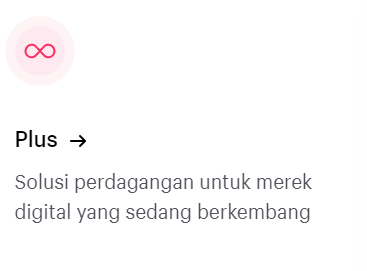 Plus →
Solusi perdagangan untuk merek
digital yang sedang berkembang